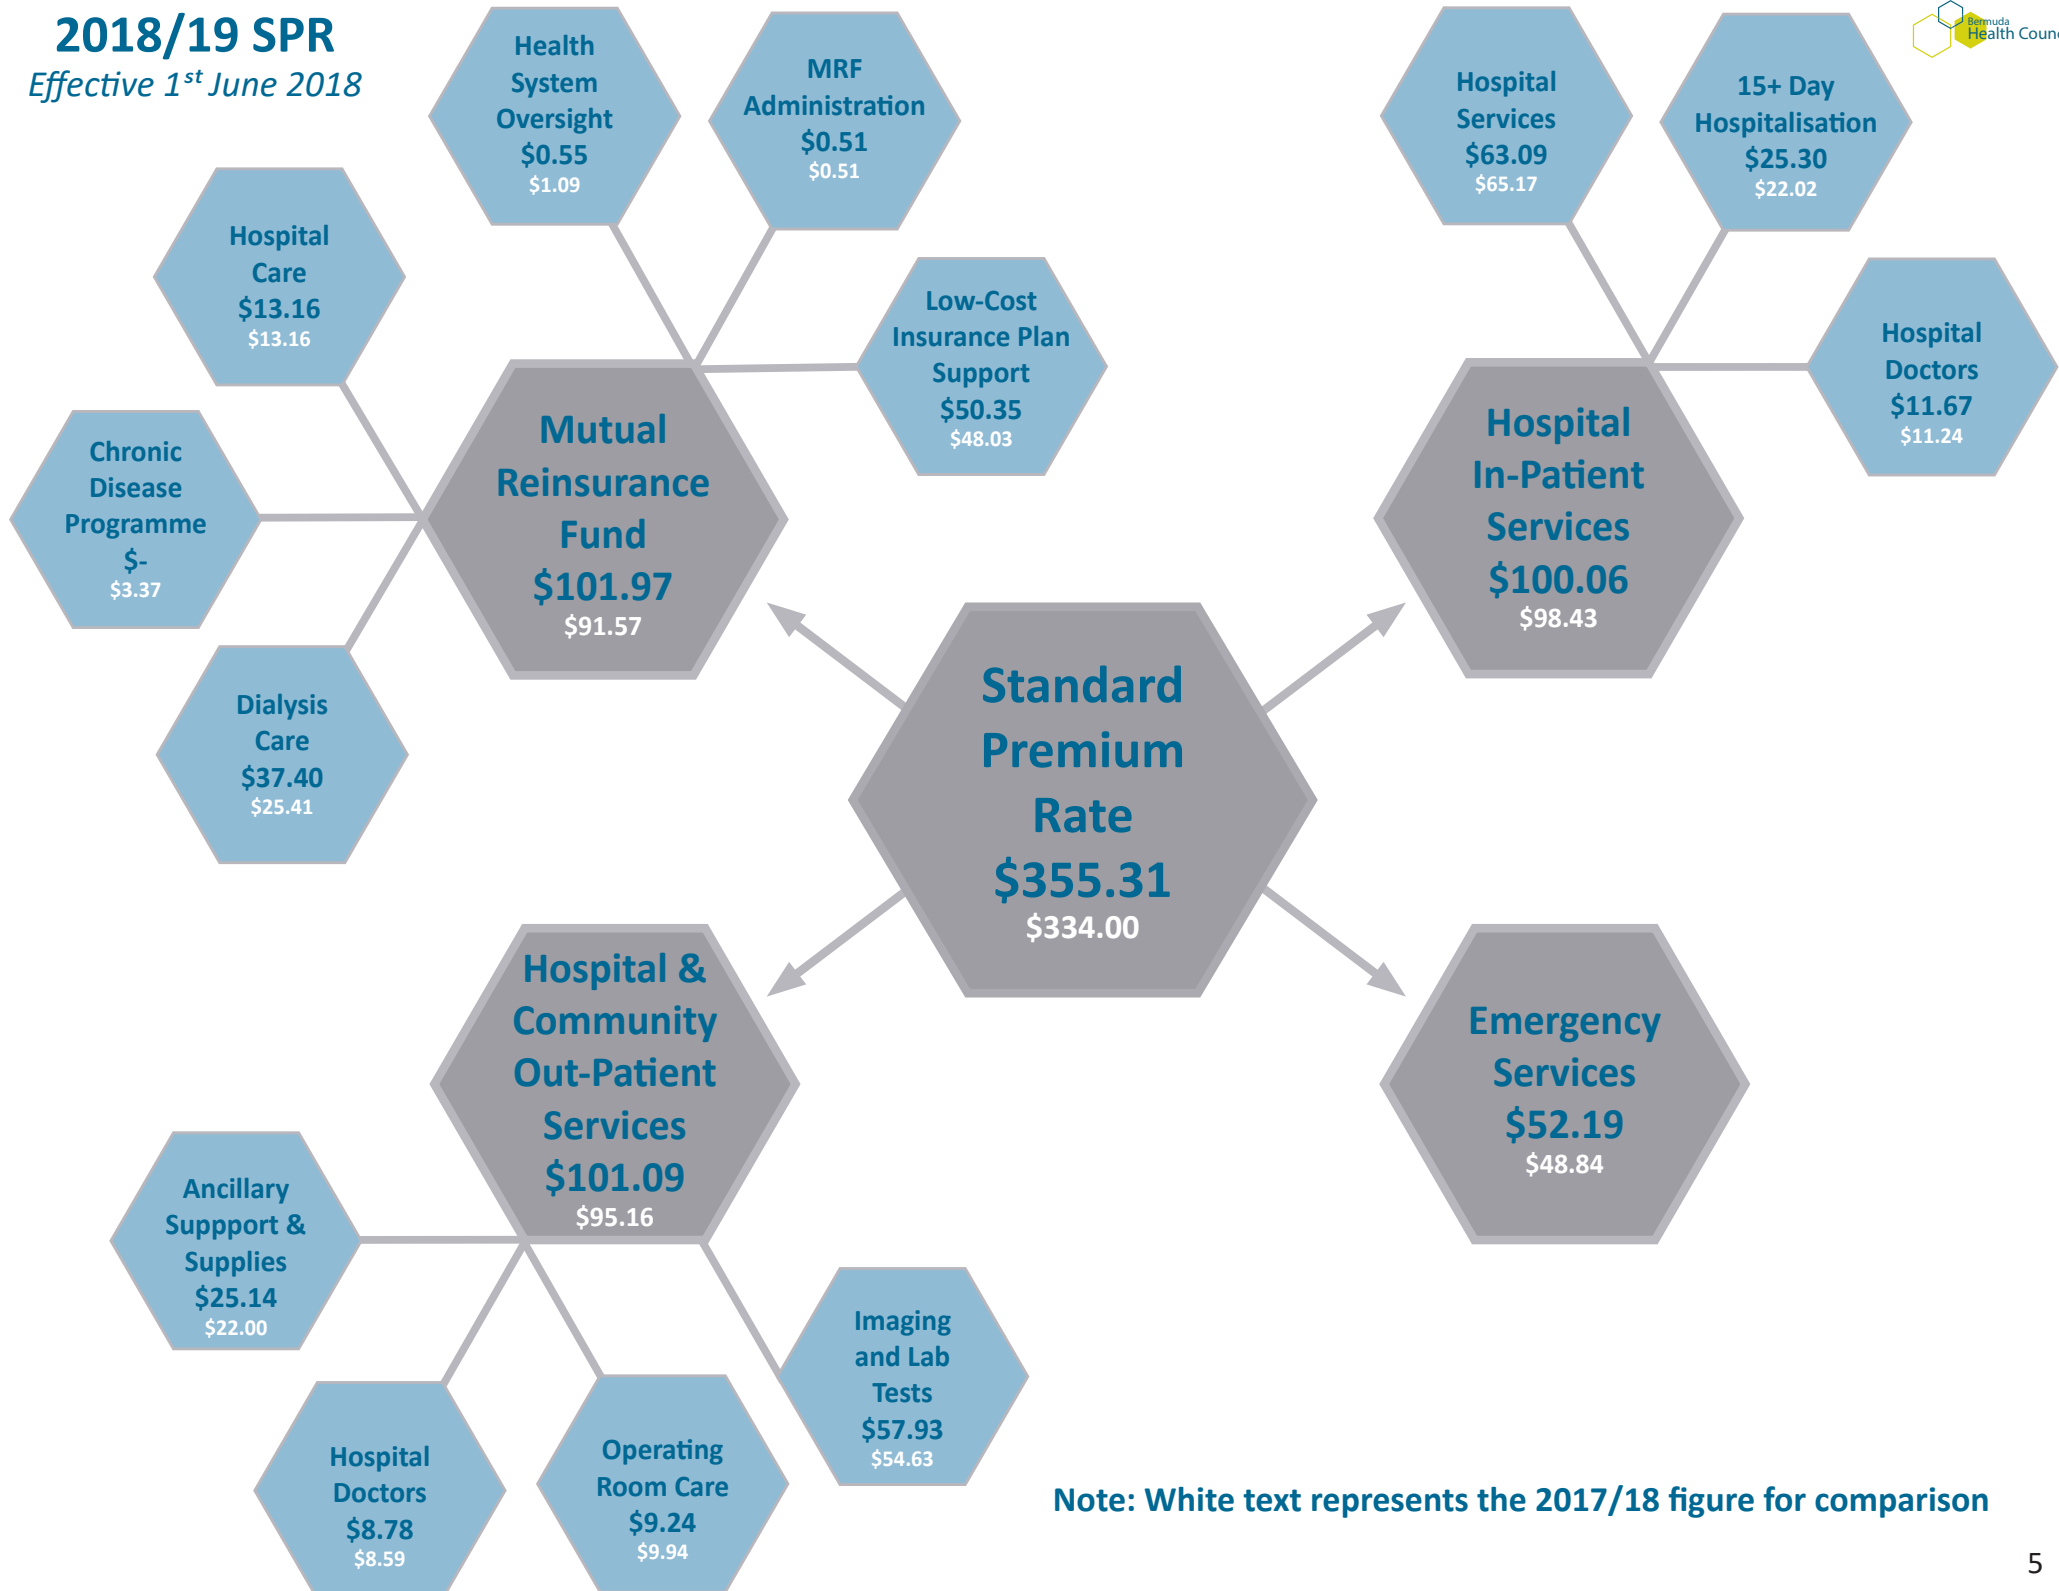 2018/19 SPR
Effective 1st June 2018
Bermuda
Health Coun
Health
System
Oversight
$0.55
$1.09
MRF
Administration
$0.51
$0.51
Hospital
Care
$13.16
$13.16
Low-Cost
Insurance Plan
Support
$50.35
$48.03
Chronic
Disease
Programme
$-
$3.37
Dialysis
Care
$37.40
$25.41
Mutual
Reinsurance
Fund
$101.97
$91.57
Hospital
Services
$63.09
$65.17
15+ Day
Hospitalisation
$25.30
$22.02
Hospital
Doctors
$11.67
$11.24
Hospital
In-Patient
Services
$100.06
$98.43
Standard
Premium
Rate
$355.31
$334.00
Hospital &
Community
Out-Patient
Services
$101.09
$95.16
Emergency
Services
$52.19
$48.84
Ancillary
Suppport &
Supplies
$25.14
$22.00
Hospital
Doctors
$8.78
$8.59
Operating
Room Care
$9.24
$9.94
Imaging
and Lab
Tests
$57.93
$54.63
Note: White text represents the 2017/18 figure for comparison
5